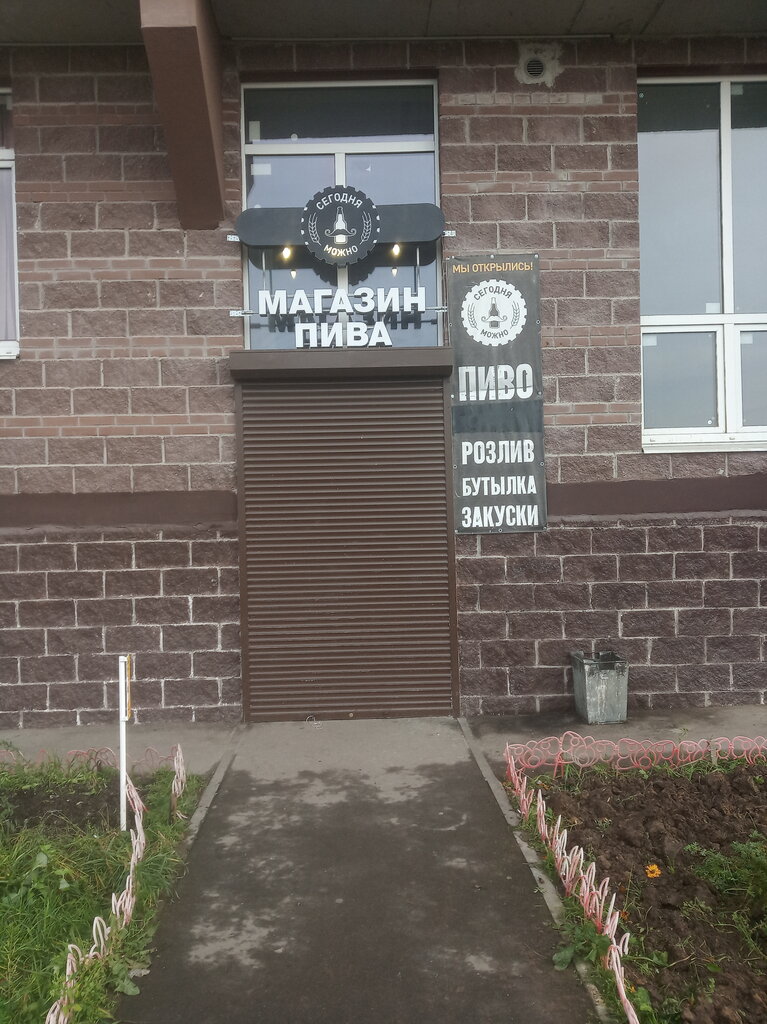 СЕГОДНЯ
МОЖНО
МАГАЗИН
ПИВА
МЫ ОТКРЫЛИСЬ!
СЕГОДНЯ
МОЖНО
ПИВО
РОЗЛИВ
БУТЫЛКА
ЗАКУСКИ